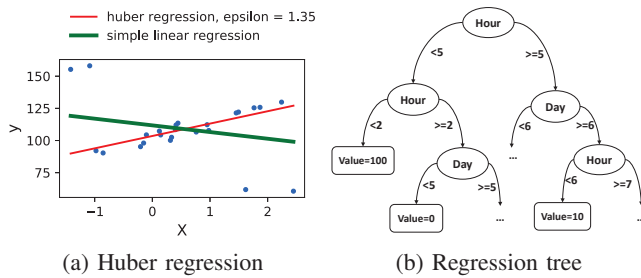 huber regression, epsilon = 1.35
simple linear regression
150
125
100
75
y
−1
0
1
2
X
(a) Huber regression
Hour
<5
>=5
Hour
Day
<2
>=2
<6
>=6
Value=100
Day
...
Hour
<5
>=5
<6
>=7
Value=0
...
Value=10
...
(b) Regression tree